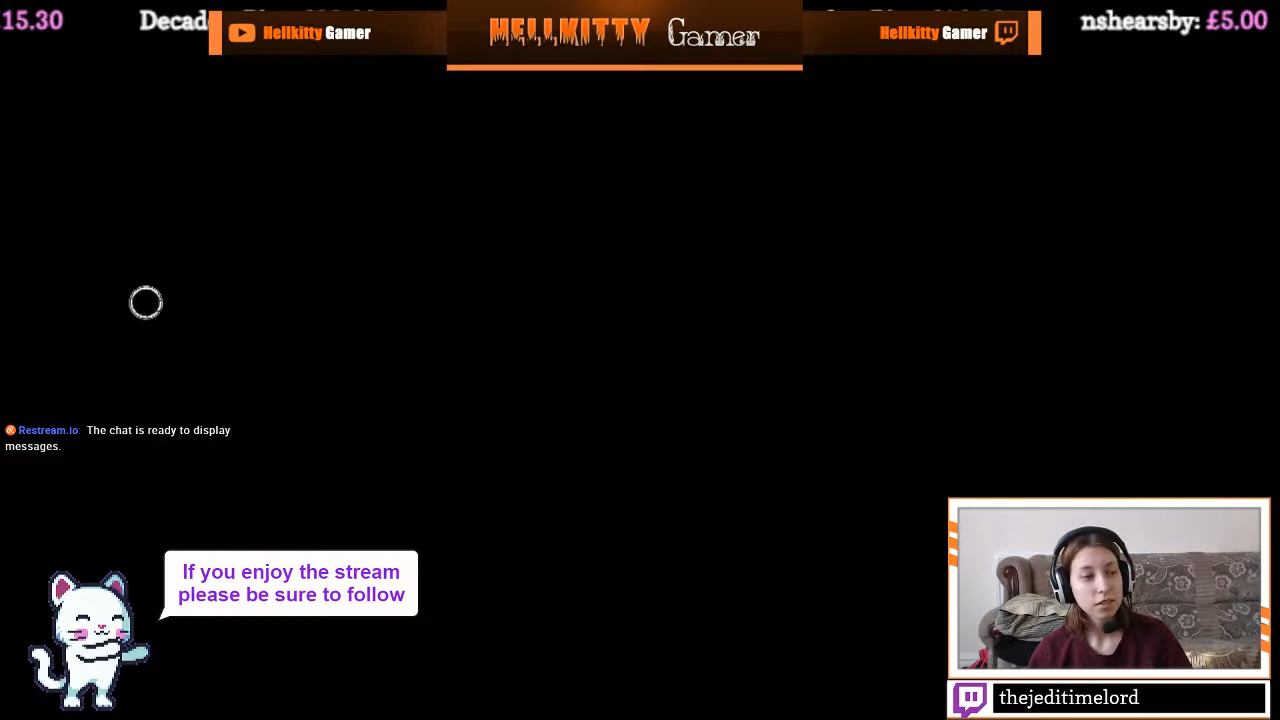 15.30
nshearsby: £5.00
Hellkitty Gamer
HELLKITTY Gamer
Hellkitty Gamer
Restream.io: The chat is ready to display
messages.
If you enjoy the stream
please be sure to follow
thejeditimelord